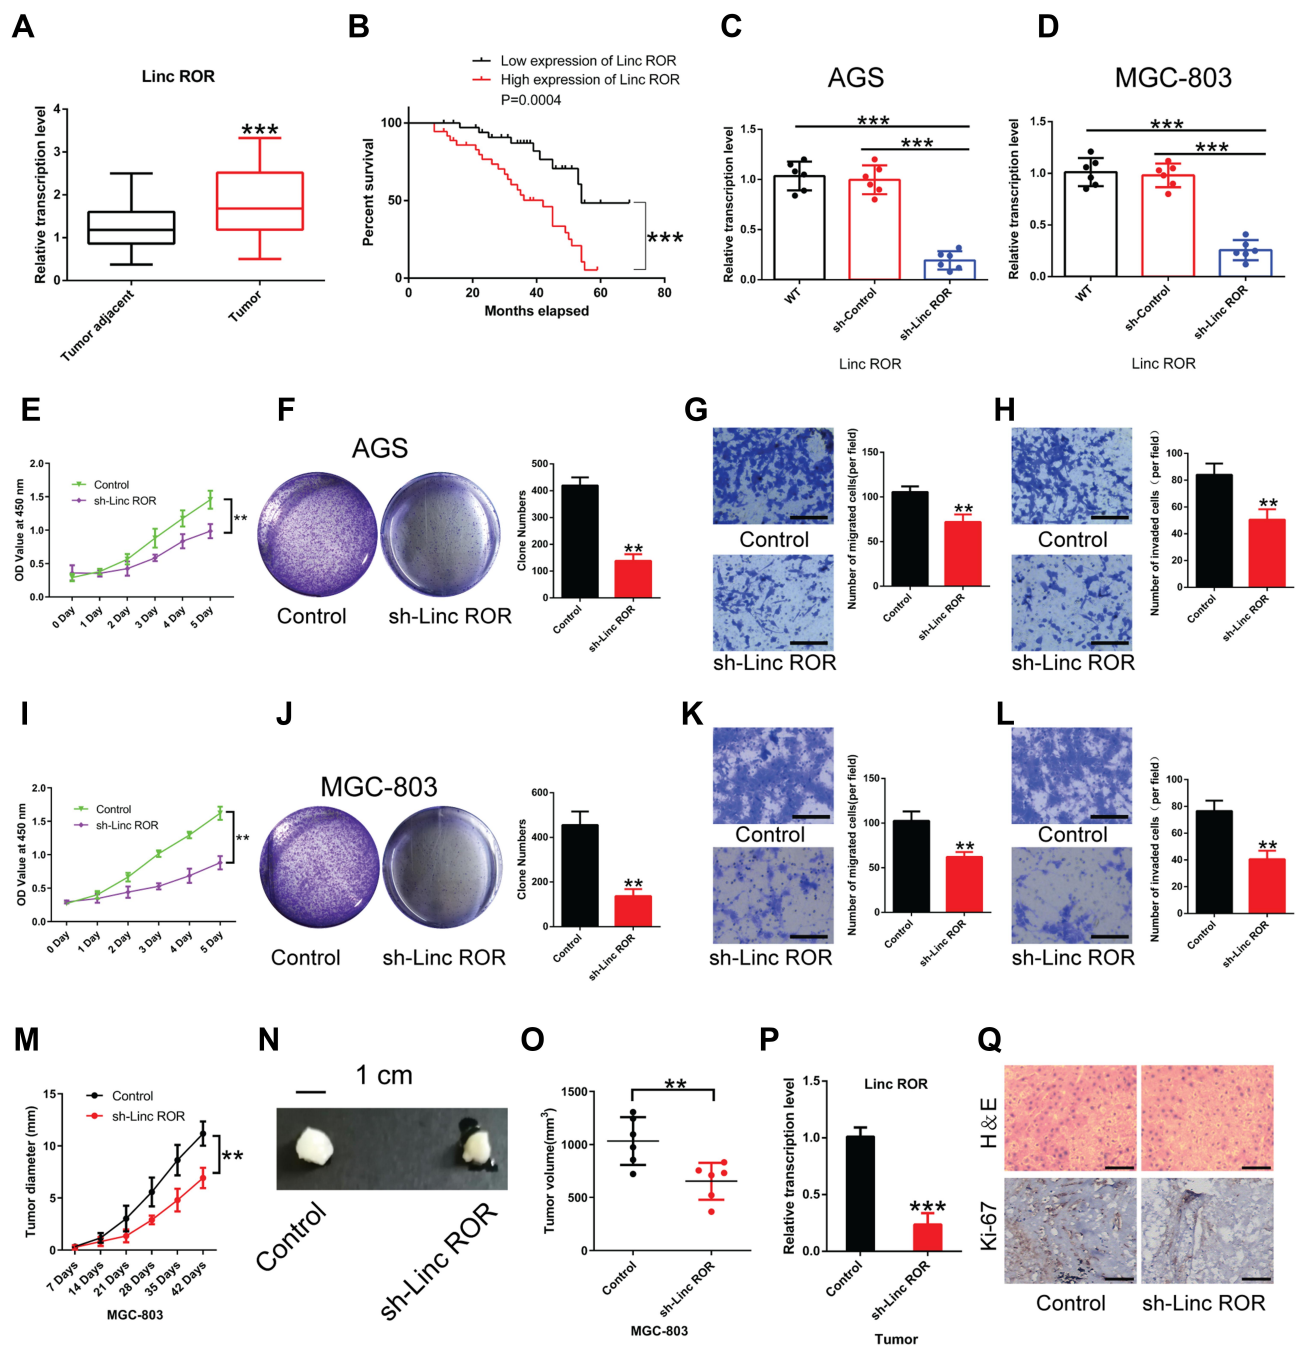 A
Linc ROR
Relative transcription level
4
3
2
1
0
***
Tumor adjacent
Tumor
B
Low expression of Linc ROR
High expression of Linc ROR
P=0.0004
Percent survival
100
50
0
***
0
20
40
60
80
Months elapsed
C
AGS
Relative transcription level
1.5
1.0
0.5
0.0
***
***
WT
sh-Control
sh-Linc ROR
Linc ROR
D
MGC-803
Relative transcription level
1.5
1.0
0.5
0.0
***
***
WT
sh-Control
sh-Linc ROR
Linc ROR
E
OD Value at 450 nm
2.0
1.5
1.0
0.5
0.0
Control
sh-Linc ROR
**
0 Day
1 Day
2 Day
3 Day
4 Day
5 Day
F
AGS
Control
sh-Linc ROR
Clone Numbers
500
400
300
200
100
0
**
Control
sh-Linc ROR
G
Control
sh-Linc ROR
Number of migrated cells(per field)
150
100
50
0
**
Control
sh-Linc ROR
H
Control
sh-Linc ROR
Number of invaded cells（per field）
100
80
60
40
20
0
**
Control
sh-Linc ROR
I
OD Value at 450 nm
2.0
1.5
1.0
0.5
0.0
Control
sh-Linc ROR
**
0 Day
1 Day
2 Day
3 Day
4 Day
5 Day
J
MGC-803
Control
sh-Linc ROR
Clone Numbers
600
400
200
0
**
Control
sh-Linc ROR
K
Control
sh-Linc ROR
Number of migrated cells(per field)
150
100
50
0
**
Control
sh-Linc ROR
L
Control
sh-Linc ROR
Number of invaded cells（per field）
100
80
60
40
20
0
**
Control
sh-Linc ROR
M
Tumor diameter (mm)
15
10
5
0
Control
sh-Linc ROR
**
7 Days
14 Days
21 Days
28 Days
35 Days
42 Days
MGC-803
N
1 cm
Control
sh-Linc ROR
O
Tumor volume(mm³)
1500
1000
500
0
**
Control
sh-Linc ROR
MGC-803
P
Linc ROR
Relative transcription level
1.5
1.0
0.5
0.0
***
Control
sh-Linc ROR
Tumor
Q
H&E
Ki-67
Control
sh-Linc ROR